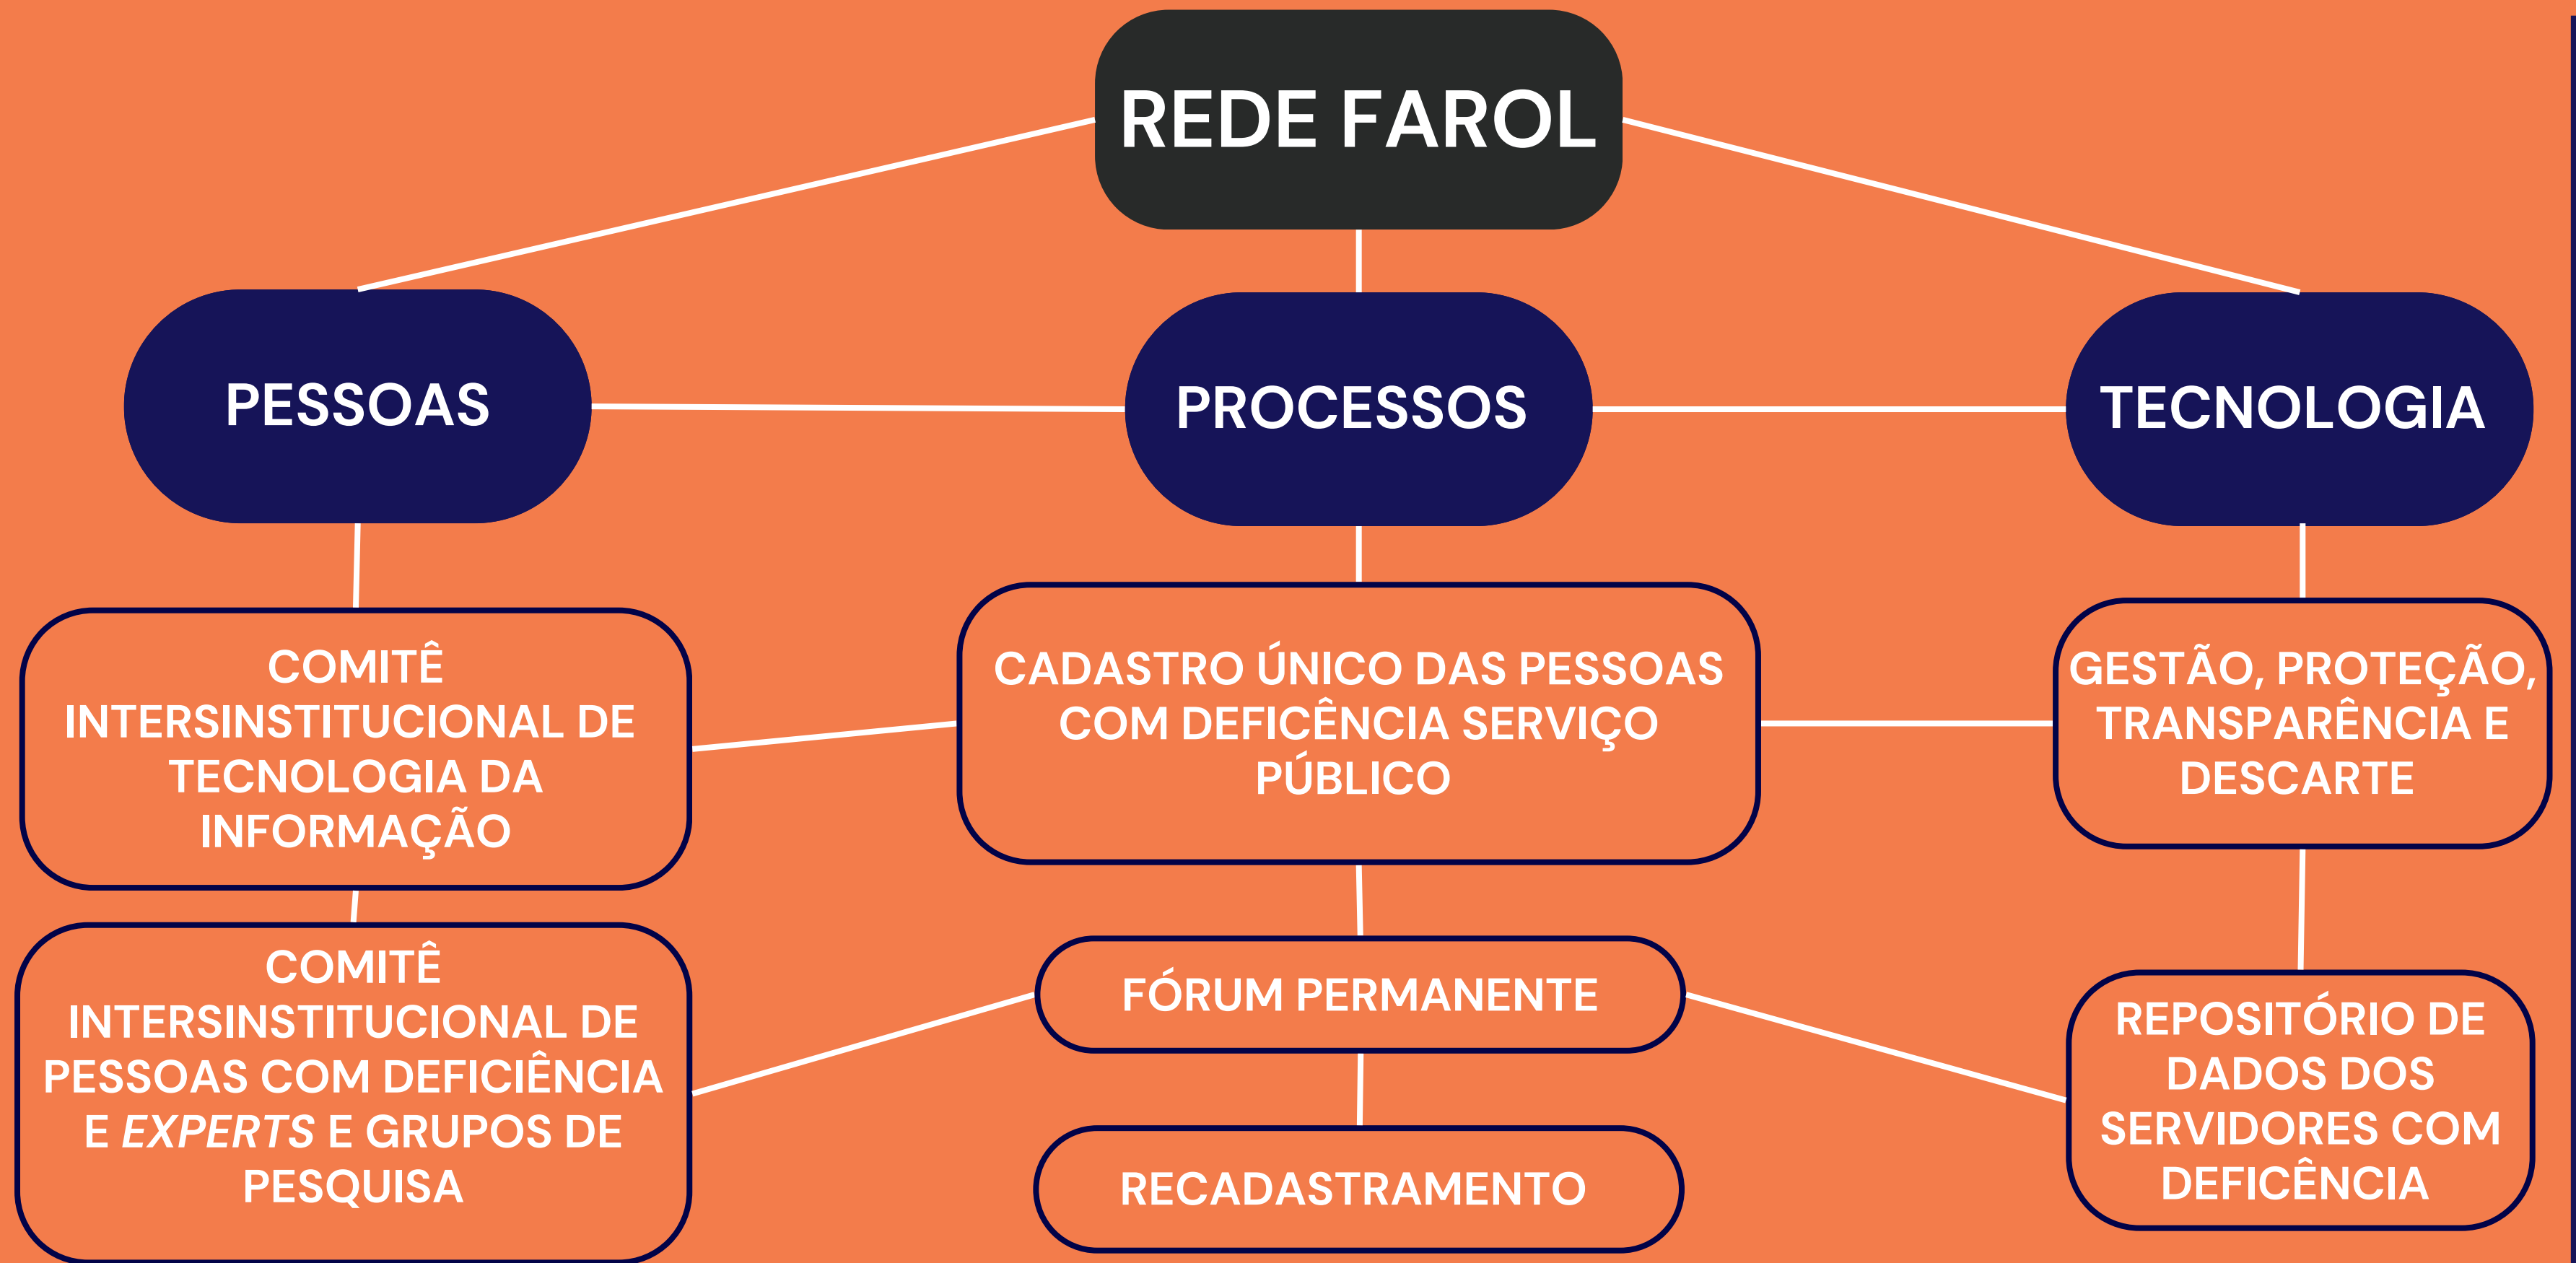 REDE FAROL
PESSOAS
PROCESSOS
TECNOLOGIA
COMITÊ
INTERSINSTITUCIONAL DE
TECNOLOGIA DA
INFORMAÇÃO
CADASTRO ÚNICO DAS PESSOAS
COM DEFICÊNCIA SERVIÇO
PÚBLICO
GESTÃO, PROTEÇÃO,
TRANSPARÊNCIA E
DESCARTE
COMITÊ
INTERSINSTITUCIONAL DE
PESSOAS COM DEFICIÊNCIA
E EXPERTS E GRUPOS DE
PESQUISA
FÓRUM PERMANENTE
RECADASTRAMENTO
REPOSITÓRIO DE
DADOS DOS
SERVIDORES COM
DEFICÊNCIA